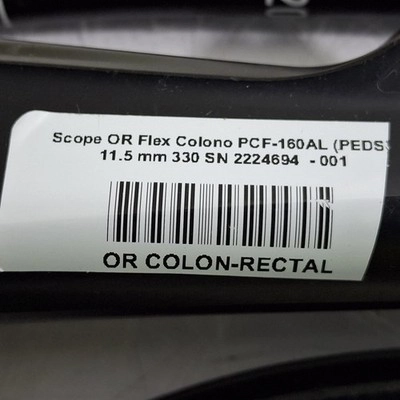 Scope OR Flex Colono PCF-160AL (PEDS)
11.5 mm 330 SN 2224694 -001
OR COLON-RECTAL